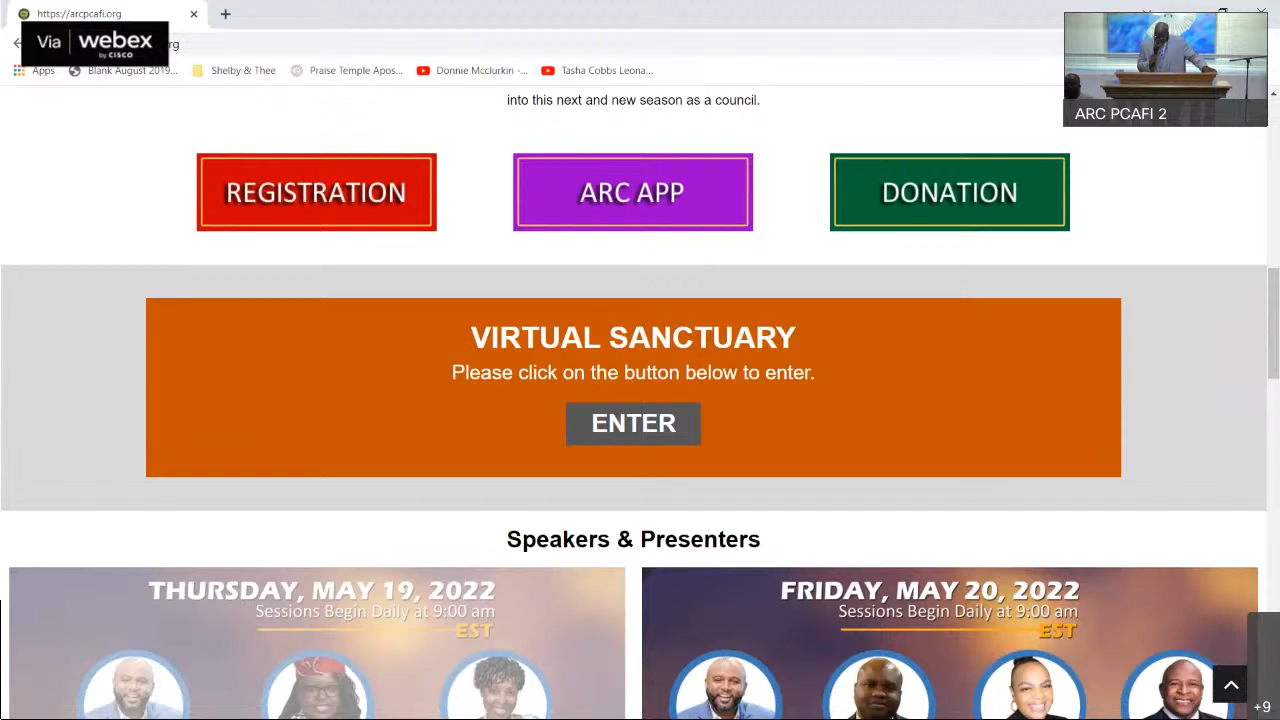 https://arcpcafi.org
Via webex
by CISCO
rg
Apps
Blank August 2019...
Shelby & Thee
Praise Temple Apos...
Donnie Mcclurkin -...
Tasha Cobbs Leona...
ARC PCAFI 2
into this next and new season as a council.
REGISTRATION
ARC APP
DONATION
VIRTUAL SANCTUARY
Please click on the button below to enter.
ENTER
Speakers & Presenters
THURSDAY, MAY 19, 2022
Sessions Begin Daily at 9:00 am
EST
FRIDAY, MAY 20, 2022
Sessions Begin Daily at 9:00 am
EST
+9